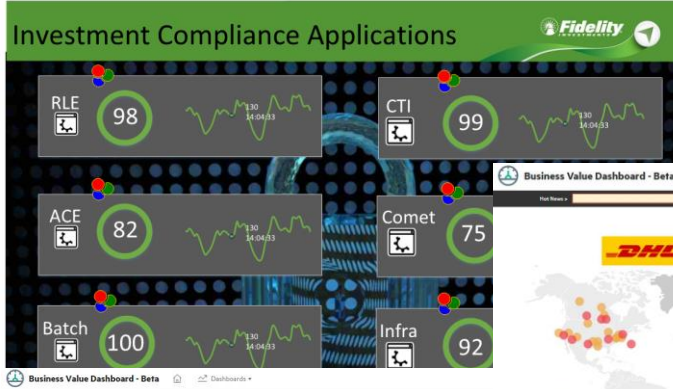 Investment Compliance Applications
Fidelity
INVESTMENTS
RLE
98
130
14:04:33
CTI
99
130
14:04:33
ACE
82
130
14:04:33
Comet
75
Batch
100
130
14:04:33
Infra
92
Business Value Dashboard - Beta
Hot News »
DHL
Business Value Dashboard - Beta
Dashboards